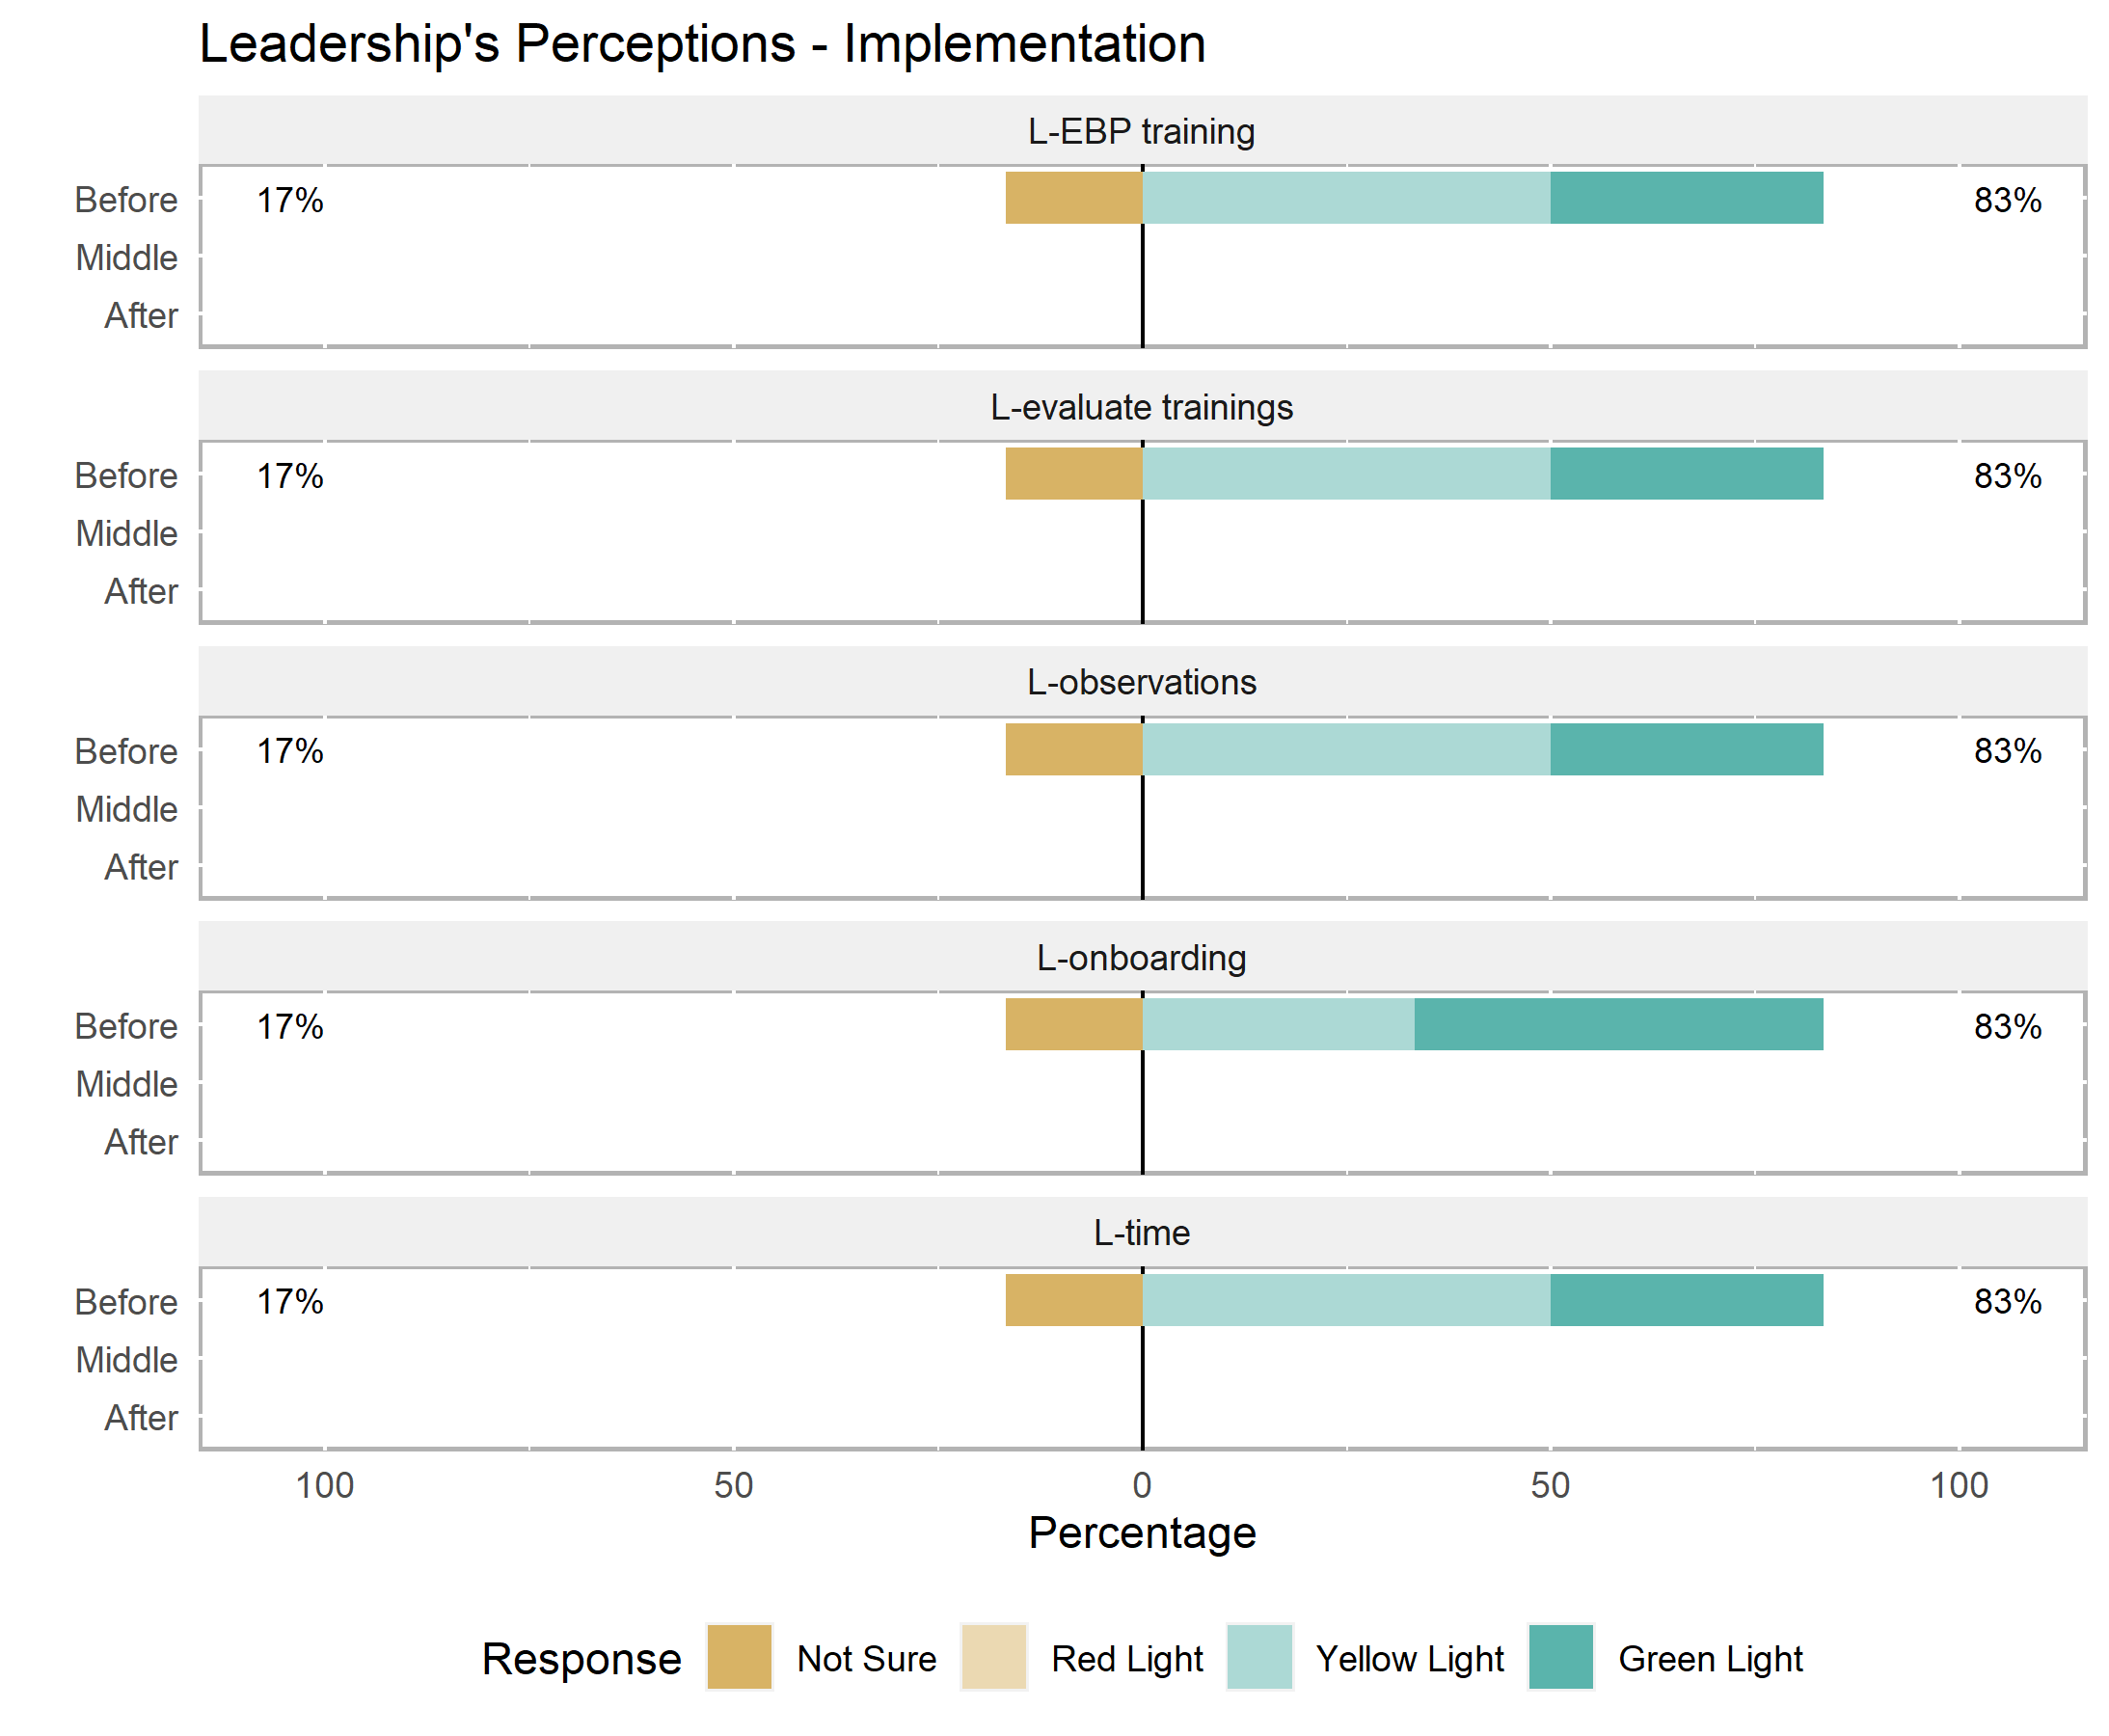 Leadership's Perceptions - Implementation
L-EBP training
Before 17% 83%
Middle
After
L-evaluate trainings
Before 17% 83%
Middle
After
L-observations
Before 17% 83%
Middle
After
L-onboarding
Before 17% 83%
Middle
After
L-time
Before 17% 83%
Middle
After
100 50 0 50 100
Percentage
Response Not Sure Red Light Yellow Light Green Light